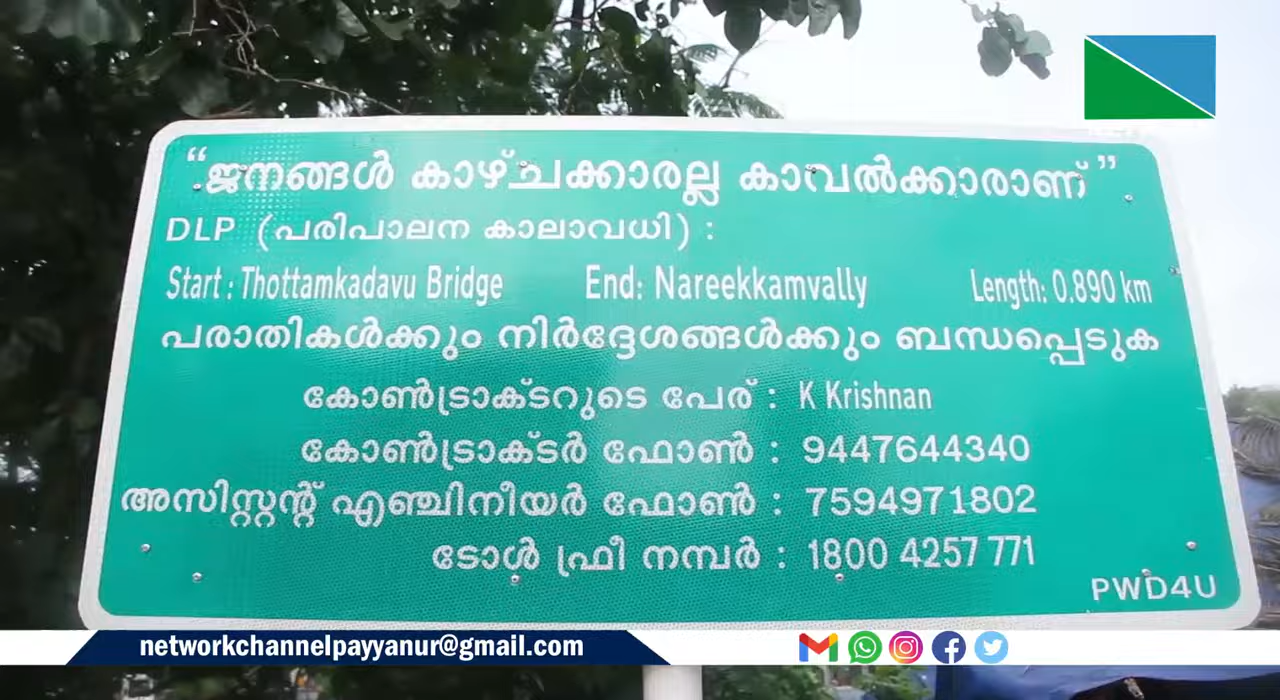 “ജനങ്ങൾ കാഴ്ചക്കാരല്ല കാവൽക്കാരാണ്”
DLP (പരിപാലന കാലാവധി) :
Start : Thottamkadavu Bridge End: Nareekkamvally Length: 0.890 km
പരാതികൾക്കും നിർദ്ദേശങ്ങൾക്കും ബന്ധപ്പെടുക
കോൺട്രാക്ടറുടെ പേര് : K Krishnan
കോൺട്രാക്ടർ ഫോൺ : 9447644340
അസിസ്റ്റന്റ് എഞ്ചിനീയർ ഫോൺ : 7594971802
ടോൾ ഫ്രീ നമ്പർ : 1800 4257 771
PWD4U
networkchannelpayyanur@gmail.com